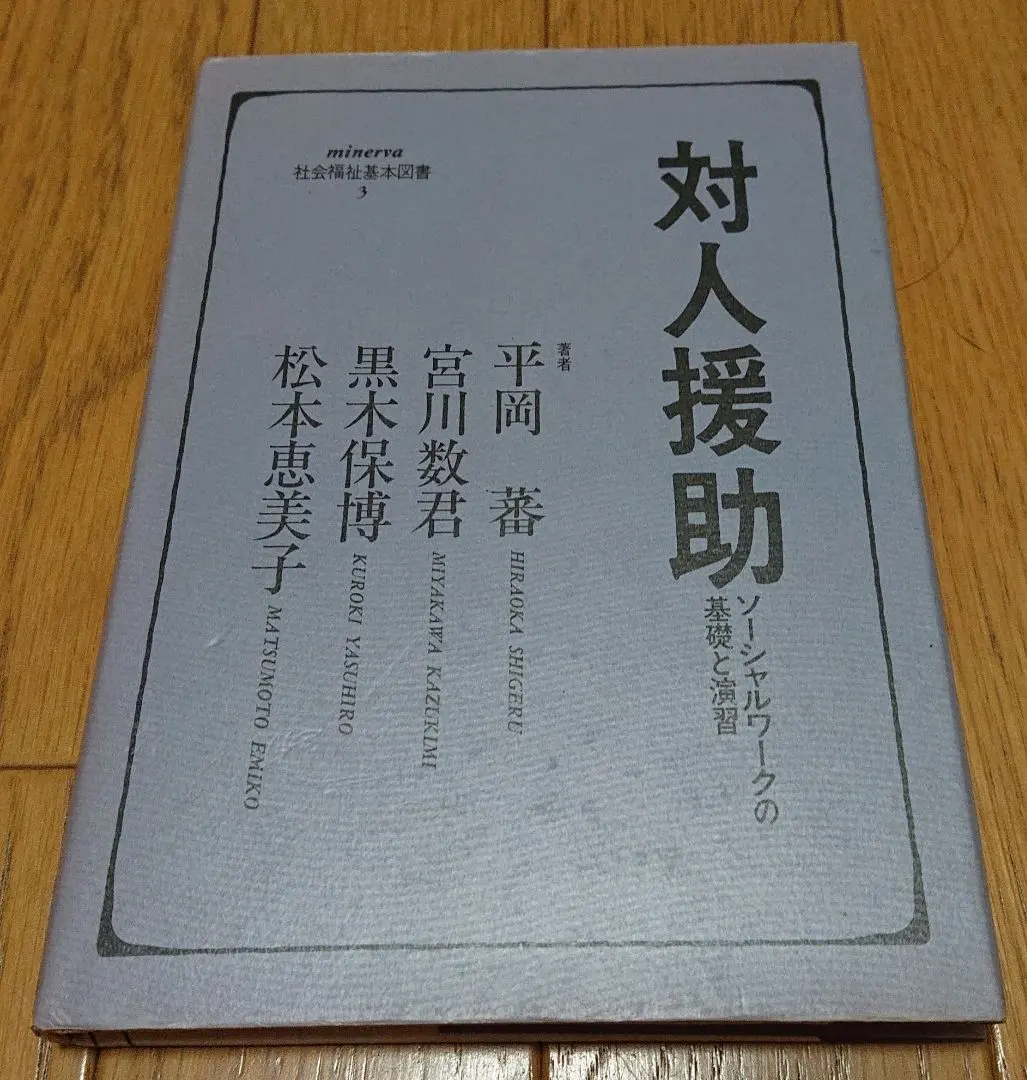 minerva
社会福祉基本図書
3
対人援助
ソーシャルワークの
基礎と演習
著者
平岡 蕃 HIRAOKA SHIGERU
宮川数君 MIYAKAWA KAZUKIMI
黒木保博 KUROKI YASUHIRO
松本恵美子 MATSUMOTO EMIKO